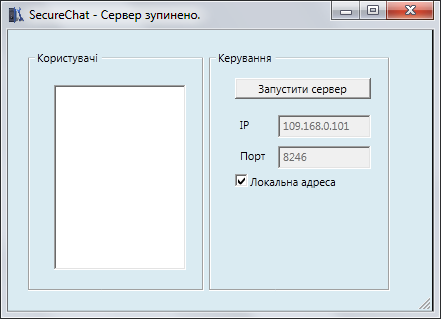 SecureChat - Сервер зупинено.
Користувачі
Керування
Запустити сервер
IP
109.168.0.101
Порт
8246
Локальна адреса